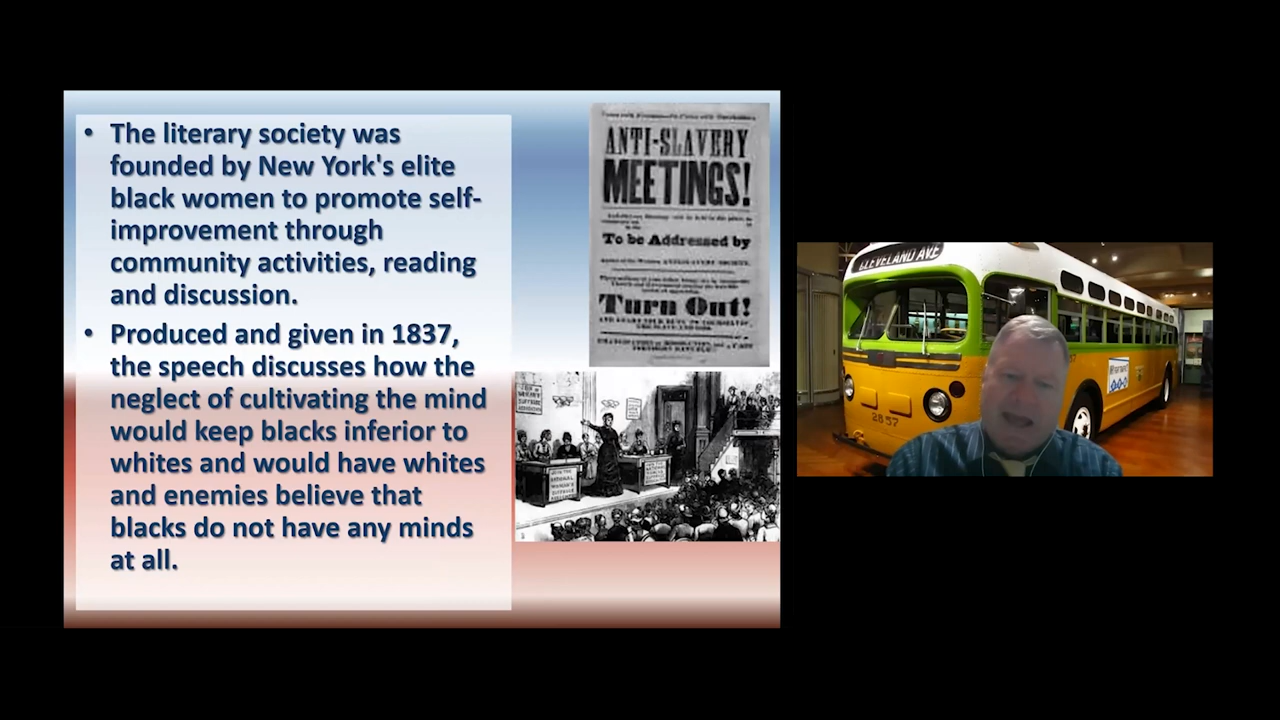 • The literary society was
founded by New York's elite
black women to promote self-
improvement through
community activities, reading
and discussion.
• Produced and given in 1837,
the speech discusses how the
neglect of cultivating the mind
would keep blacks inferior to
whites and would have whites
and enemies believe that
blacks do not have any minds
at all.
ANTI-SLAVERY
MEETINGS!
To be Addressed by
Turn Out!
CLEVELAND AVE
2857